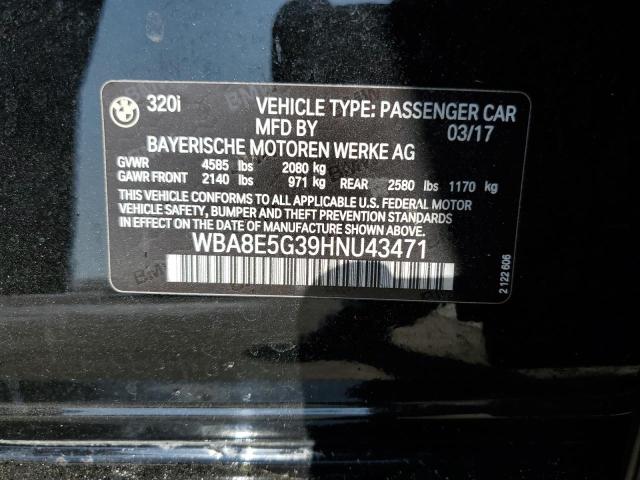 320i VEHICLE TYPE: PASSENGER CAR
MFD BY 03/17
BAYERISCHE MOTOREN WERKE AG
GVWR 4585 lbs 2080 kg
GAWR FRONT 2140 lbs 971 kg REAR 2580 lbs 1170 kg
THIS VEHICLE CONFORMS TO ALL APPLICABLE U.S. FEDERAL MOTOR
VEHICLE SAFETY, BUMPER AND THEFT PREVENTION STANDARDS IN
EFFECT ON THE DATE OF MANUFACTURE SHOWN ABOVE.
WBA8E5G39HNU43471
2 122 606